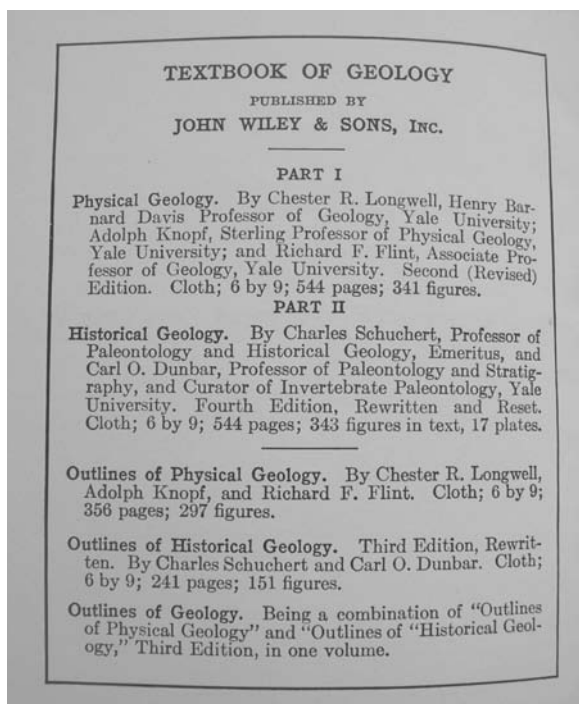 TEXTBOOK OF GEOLOGY
PUBLISHED BY
JOHN WILEY & SONS, INC.
PART I
Physical Geology. By Chester R. Longwell, Henry Bar-
nard Davis Professor of Geology, Yale University;
Adolph Knopf, Sterling Professor of Physical Geology,
Yale University; and Richard F. Flint, Associate Pro-
fessor of Geology, Yale University. Second (Revised)
Edition. Cloth; 6 by 9; 544 pages; 341 figures.
PART II
Historical Geology. By Charles Schuchert, Professor of
Paleontology and Historical Geology, Emeritus, and
Carl O. Dunbar, Professor of Paleontology and Stratig-
raphy, and Curator of Invertebrate Paleontology, Yale
University. Fourth Edition, Rewritten and Reset.
Cloth; 6 by 9; 544 pages; 343 figures in text, 17 plates.
Outlines of Physical Geology. By Chester R. Longwell,
Adolph Knopf, and Richard F. Flint. Cloth; 6 by 9;
356 pages; 297 figures.
Outlines of Historical Geology. Third Edition, Rewrit-
ten. By Charles Schuchert and Carl O. Dunbar. Cloth;
6 by 9; 241 pages; 151 figures.
Outlines of Geology. Being a combination of "Outlines
of Physical Geology" and "Outlines of "Historical Geol-
ogy," Third Edition, in one volume.